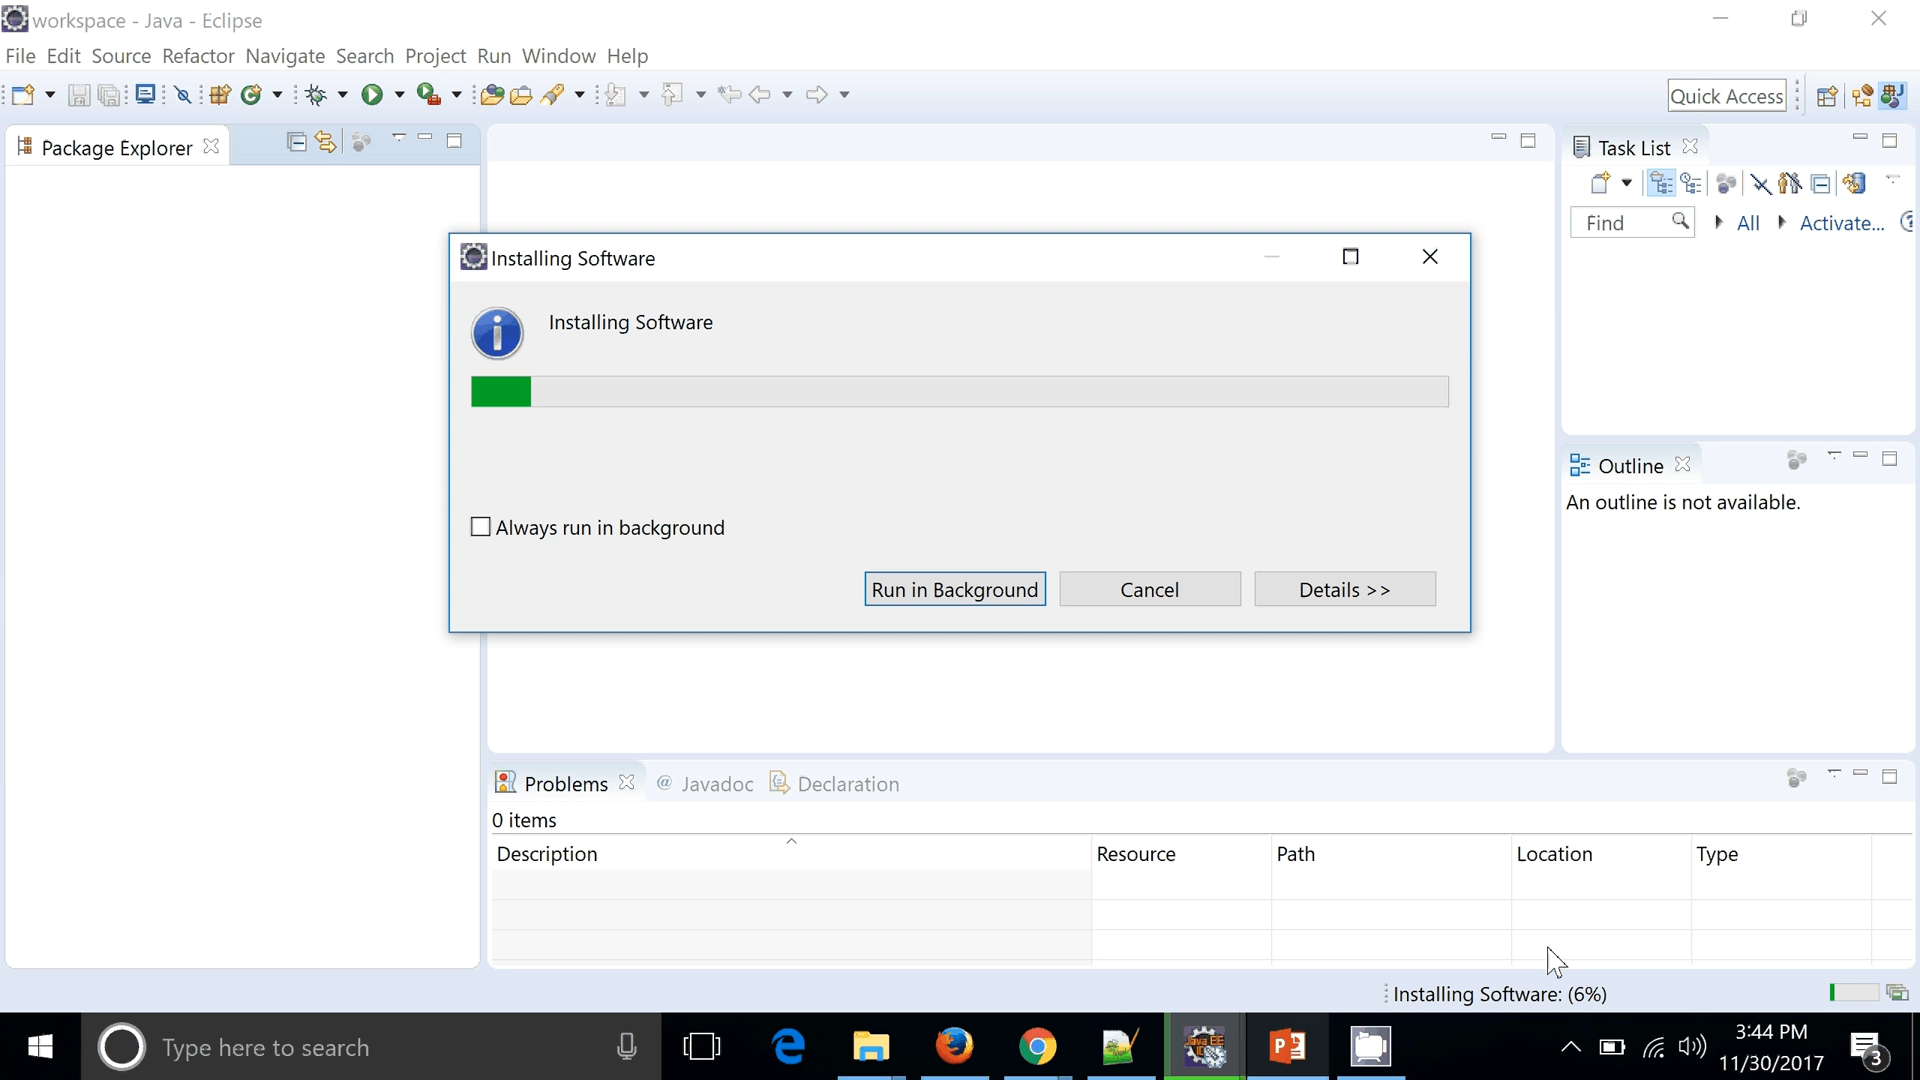 workspace - Java - Eclipse
File Edit Source Refactor Navigate Search Project Run Window Help
Quick Access
Package Explorer
Task List
Find All Activate...
Installing Software
Installing Software
Always run in background
Run in Background Cancel Details >>
Outline
An outline is not available.
Problems @ Javadoc Declaration
0 items
Description Resource Path Location Type
Installing Software: (6%)
Type here to search
3:44 PM
11/30/2017
3